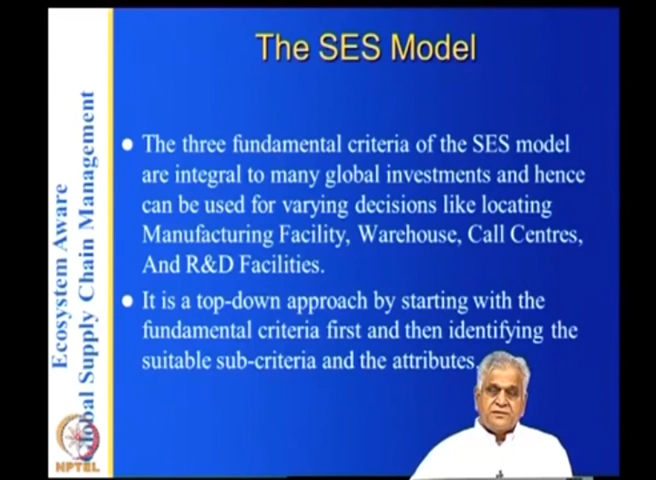 The SES Model
The three fundamental criteria of the SES model
are integral to many global investments and hence
can be used for varying decisions like locating
Manufacturing Facility, Warehouse, Call Centres,
And R&D Facilities.
It is a top-down approach by starting with the
fundamental criteria first and then identifying the
suitable sub-criteria and the attributes.
Ecosystem Aware
Global Supply Chain Management
NPTEL